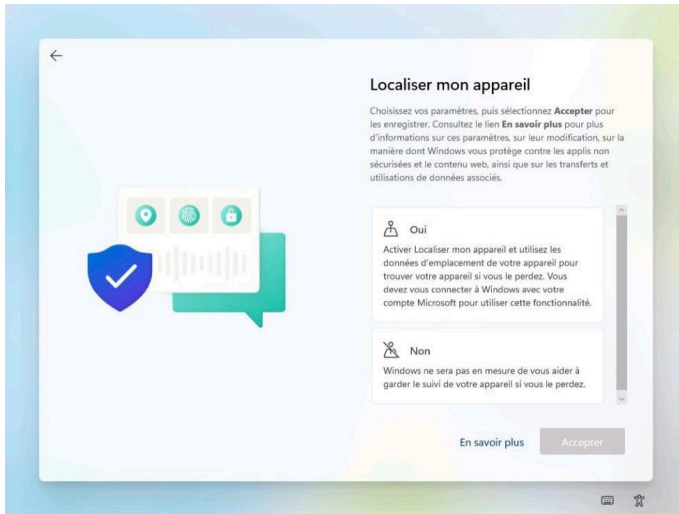 Localiser mon appareil
Choisissez vos paramètres, puis sélectionnez Accepter pour
les enregistrer. Consultez le lien En savoir plus pour plus
d'informations sur ces paramètres, sur leur modification, sur la
manière dont Windows vous protège contre les applis non
sécurisées et le contenu web, ainsi que sur les transferts et
utilisations de données associés.
Oui
Activer Localiser mon appareil et utilisez les
données d'emplacement de votre appareil pour
trouver votre appareil si vous le perdez. Vous
devez vous connecter à Windows avec votre
compte Microsoft pour utiliser cette fonctionnalité.
Non
Windows ne sera pas en mesure de vous aider à
garder le suivi de votre appareil si vous le perdez.
En savoir plus
Accepter